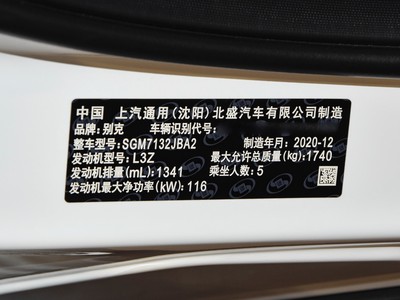 中国 上汽通用(沈阳)北盛汽车有限公司制造
品牌:别克 车辆识别代号:
整车型号:SGM7132JBA2 制造年月:2020-12
发动机型号:L3Z 最大允许总质量(kg):1740
发动机排量(mL):1341 乘坐人数:5
发动机最大净功率(kW):116